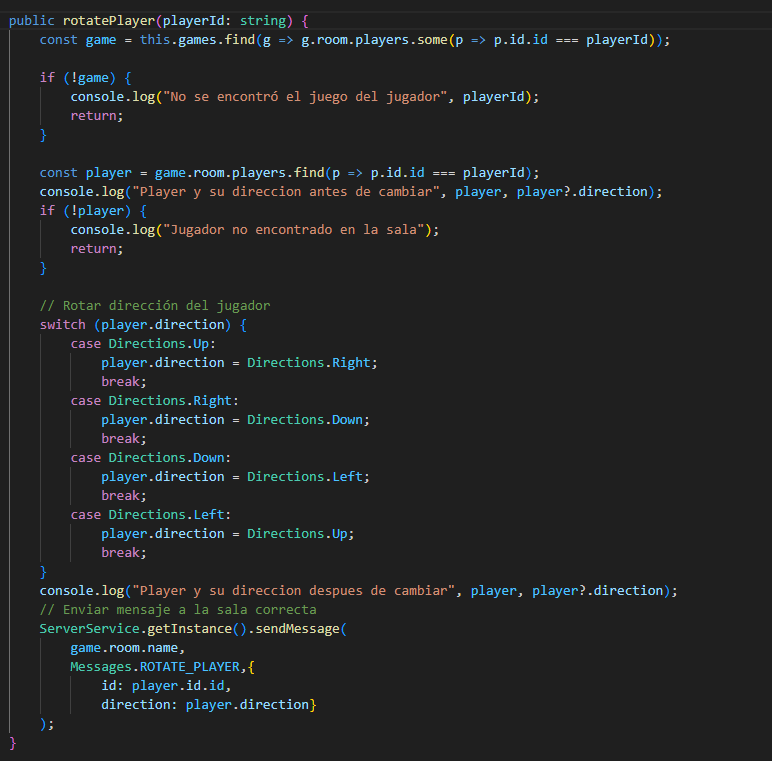 public rotatePlayer(playerId: string) {
    const game = this.games.find(g => g.room.players.some(p => p.id.id === playerId));

    if (!game) {
        console.log("No se encontró el juego del jugador", playerId);
        return;
    }

    const player = game.room.players.find(p => p.id.id === playerId);
    console.log("Player y su direccion antes de cambiar", player, player?.direction);
    if (!player) {
        console.log("Jugador no encontrado en la sala");
        return;
    }

    // Rotar dirección del jugador
    switch (player.direction) {
        case Directions.Up:
            player.direction = Directions.Right;
            break;
        case Directions.Right:
            player.direction = Directions.Down;
            break;
        case Directions.Down:
            player.direction = Directions.Left;
            break;
        case Directions.Left:
            player.direction = Directions.Up;
            break;
    }
    console.log("Player y su direccion despues de cambiar", player, player?.direction);
    // Enviar mensaje a la sala correcta
    ServerService.getInstance().sendMessage(
        game.room.name,
        Messages.ROTATE_PLAYER,{
            id: player.id.id,
            direction: player.direction}
    );
}